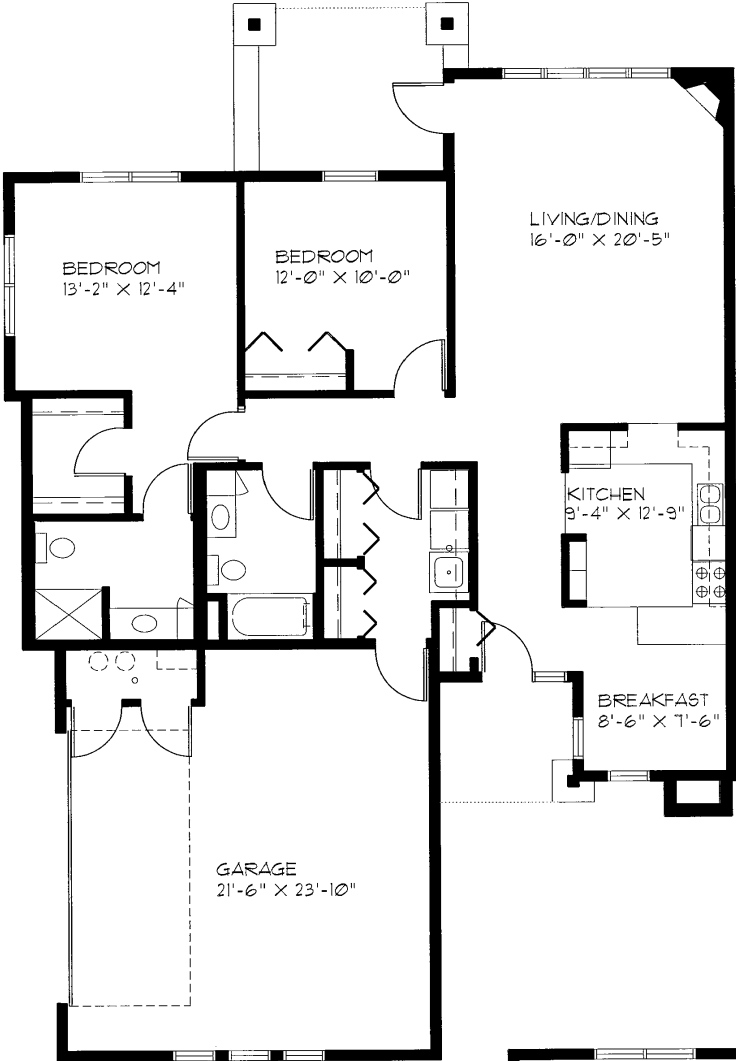 LIVING/DINING
16'-0" X 20'-5"
BEDROOM
12'-0" X 10'-0"
BEDROOM
13'-2" X 12'-4"
KITCHEN
9'-4" X 12'-9"
BREAKFAST
8'-6" X 7'-6"
GARAGE
21'-6" X 23'-10"